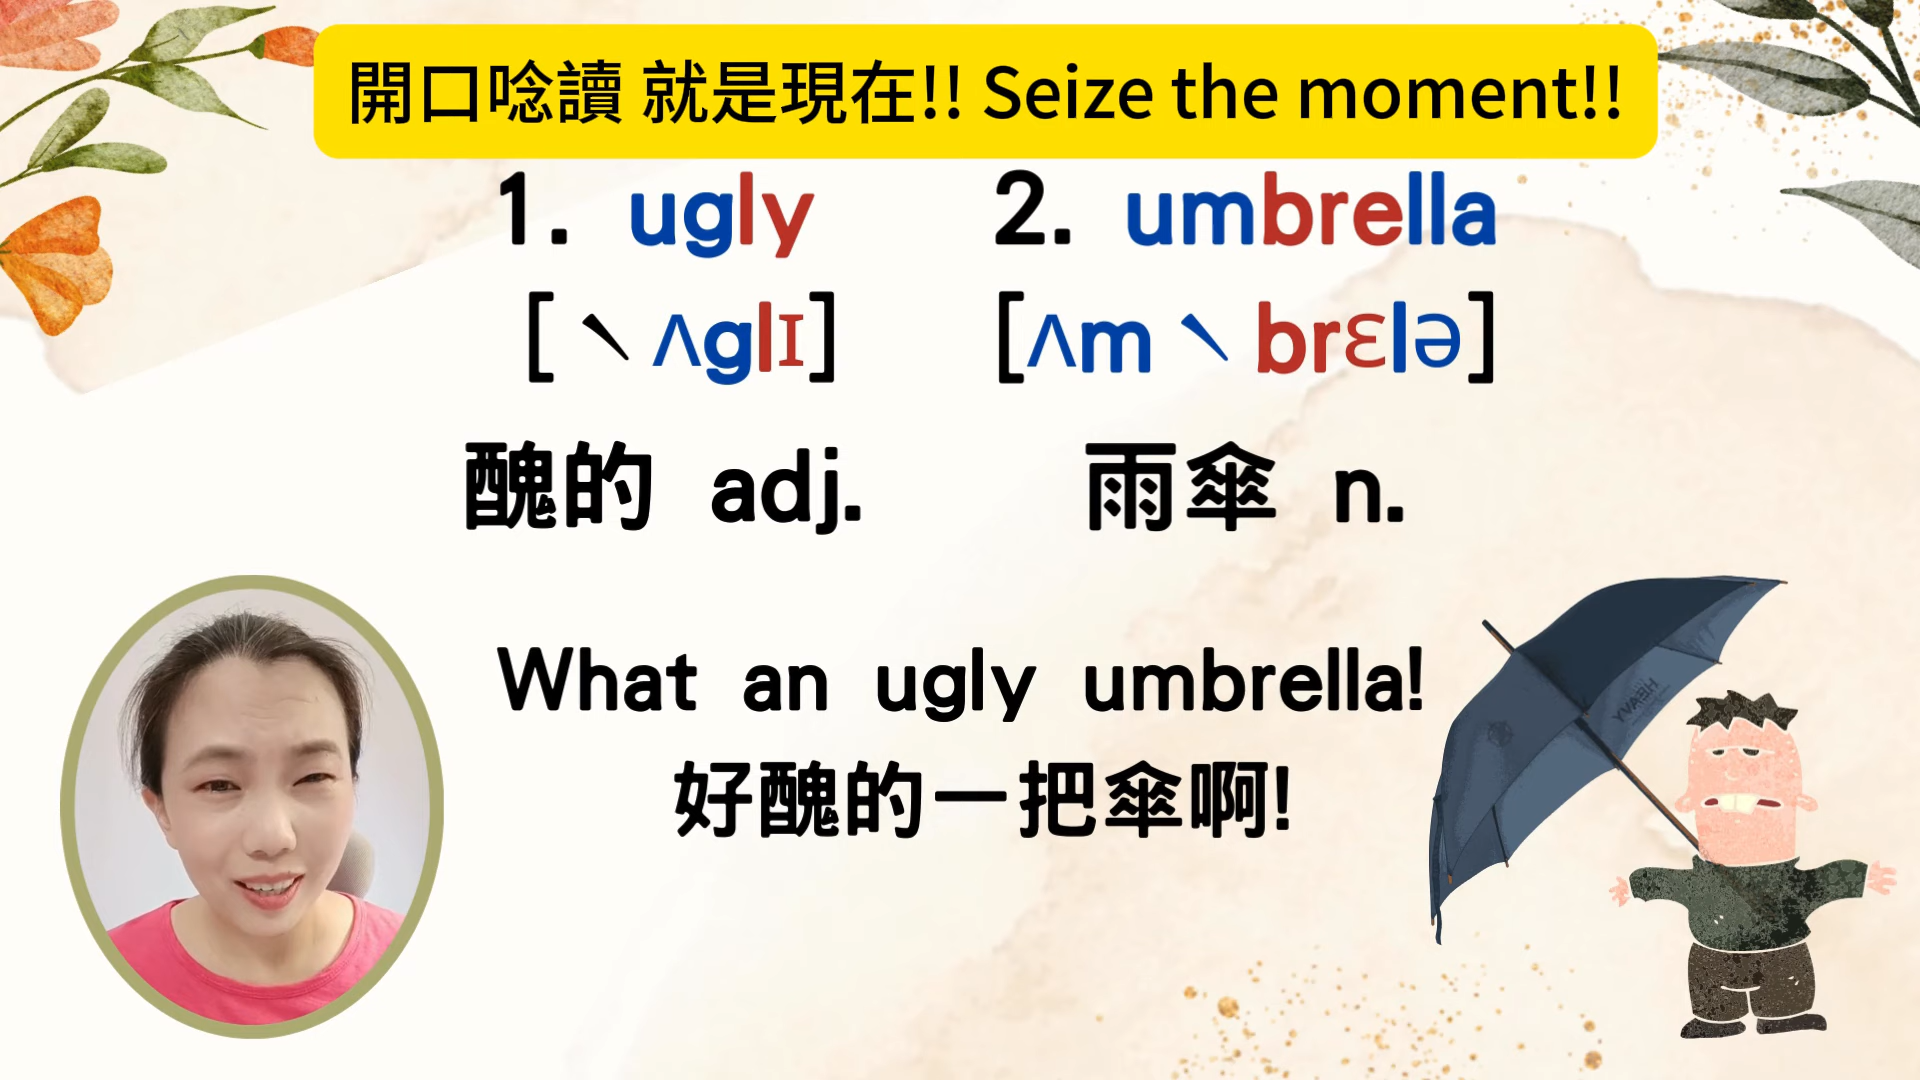 開口唸讀 就是現在!! Seize the moment!!
1. ugly 2. umbrella
[ˋʌglɪ] [ʌmˋbrɛlə]
醜的 adj. 雨傘 n.
What an ugly umbrella!
好醜的一把傘啊!
HEAVY